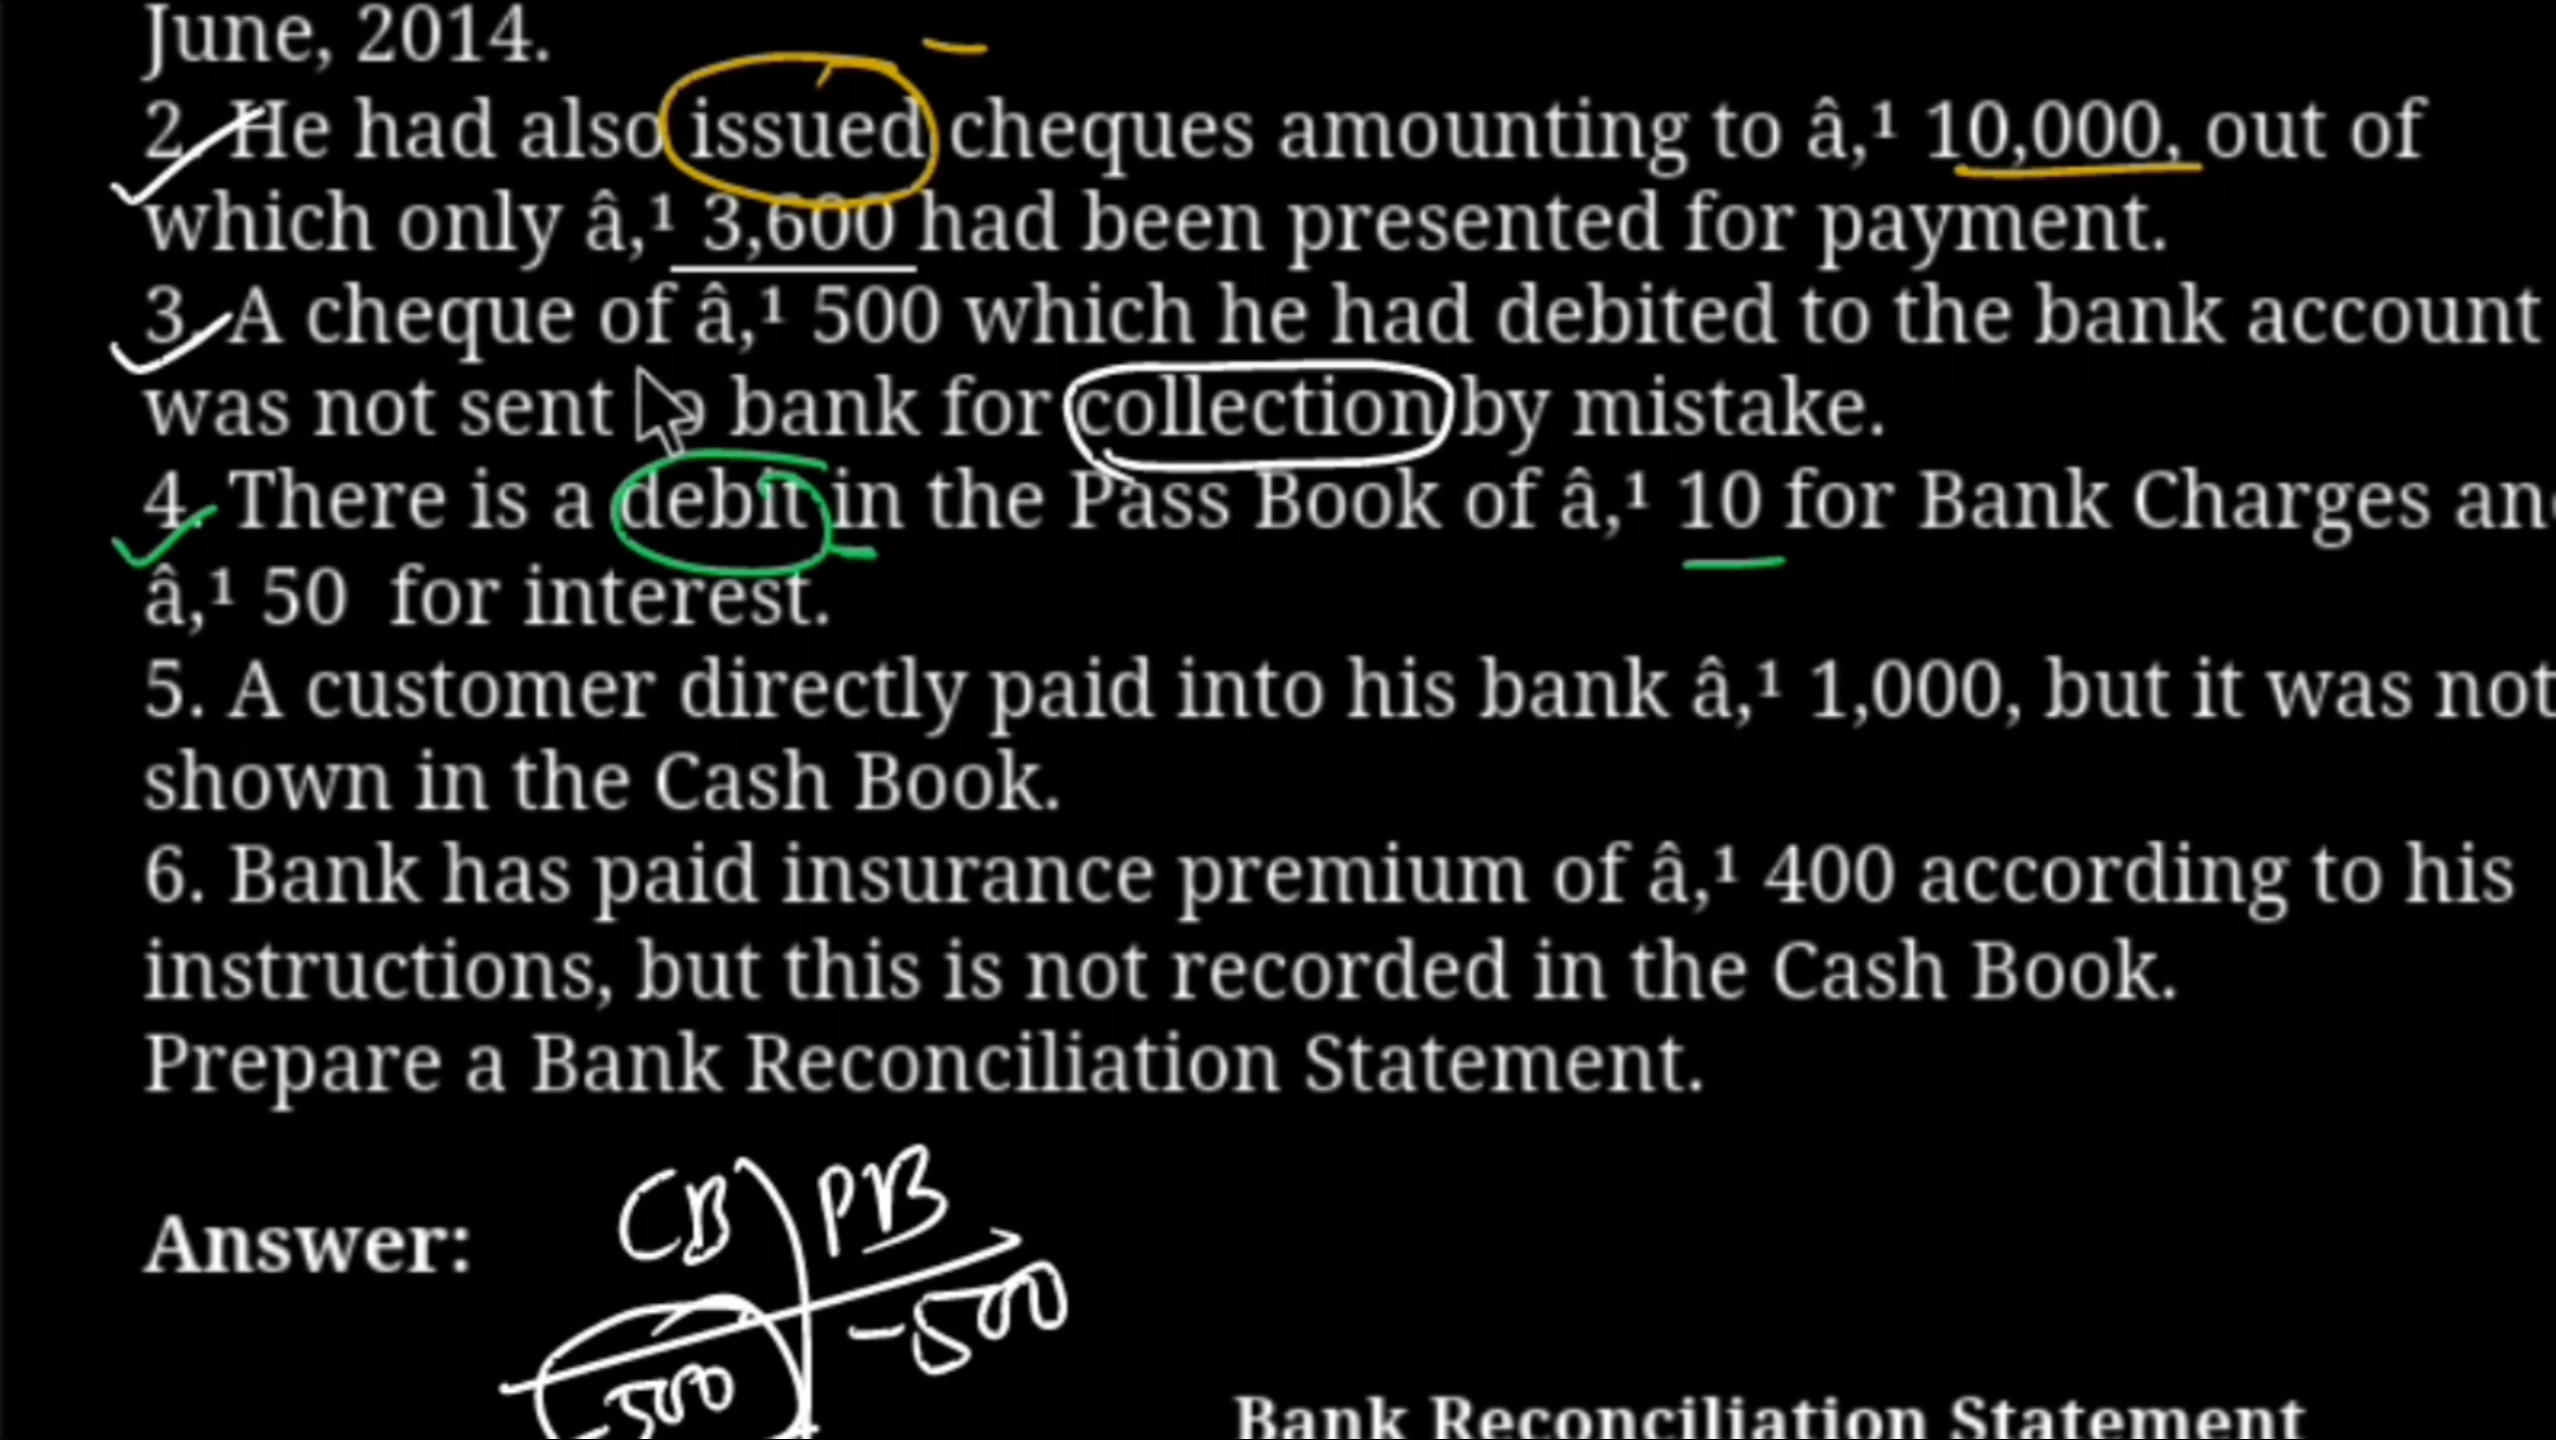 June, 2014.
2. He had also issued cheques amounting to â‚¹ 10,000, out of
which only â‚¹ 3,600 had been presented for payment.
3. A cheque of â‚¹ 500 which he had debited to the bank account
was not sent bank for collection by mistake.
4. There is a debit in the Pass Book of â‚¹ 10 for Bank Charges
â‚¹ 50 for interest.
5. A customer directly paid into his bank â‚¹ 1,000, but it was not
shown in the Cash Book.
6. Bank has paid insurance premium of â‚¹ 400 according to his
instructions, but this is not recorded in the Cash Book.
Prepare a Bank Reconciliation Statement.
CB PB
Answer:
-500
-500
Bank Reconciliation Statement